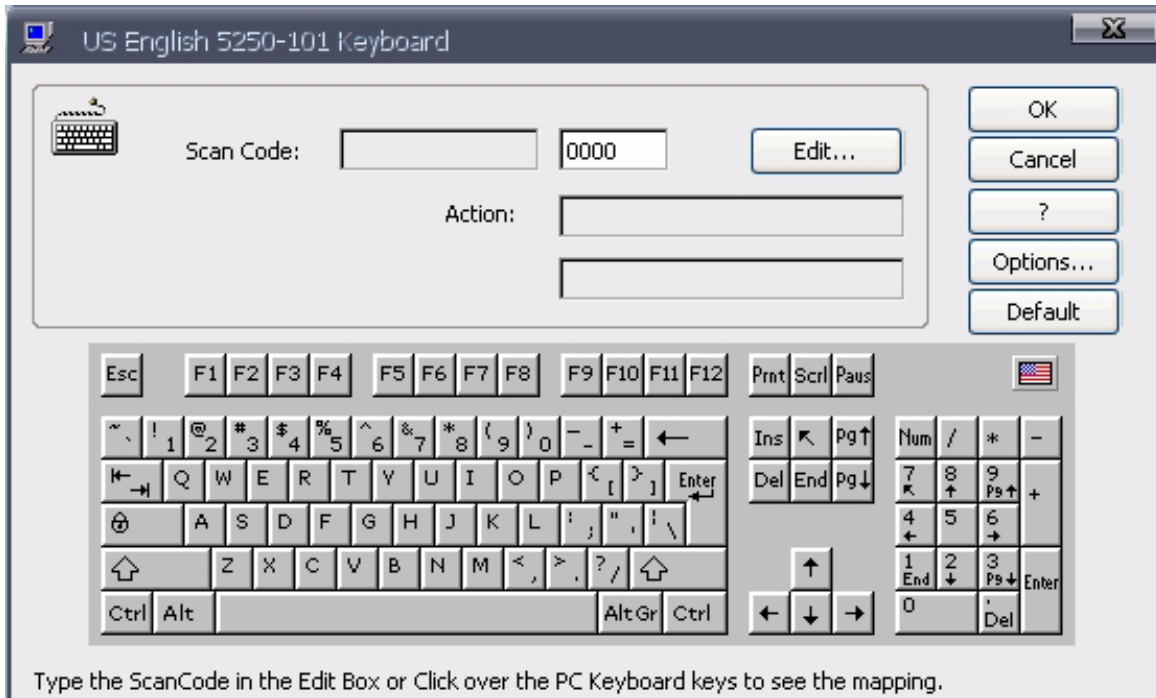 US English 5250-101 Keyboard
Scan Code: 0000 Edit...
Action:
OK
Cancel
?
Options...
Default
Esc F1 F2 F3 F4 F5 F6 F7 F8 F9 F10 F11 F12 Prnt Scrl Paus
~ ` ! 1 @ 2 # 3 $ 4 % 5 ^ 6 & 7 * 8 ( 9 ) 0 _ - + = ← Ins ↖ Pg↑ Num / * -
Q W E R T Y U I O P { [ } ] Enter Del End Pg↓ 7 8 9 Pg↑ +
A S D F G H J K L : ; " ' ¦ \ 4 5 6
Z X C V B N M < , > . ? / ↑ 1 End 2 3 Pg↓ Enter
Ctrl Alt AltGr Ctrl ← ↓ → 0 . Del
Type the ScanCode in the Edit Box or Click over the PC Keyboard keys to see the mapping.